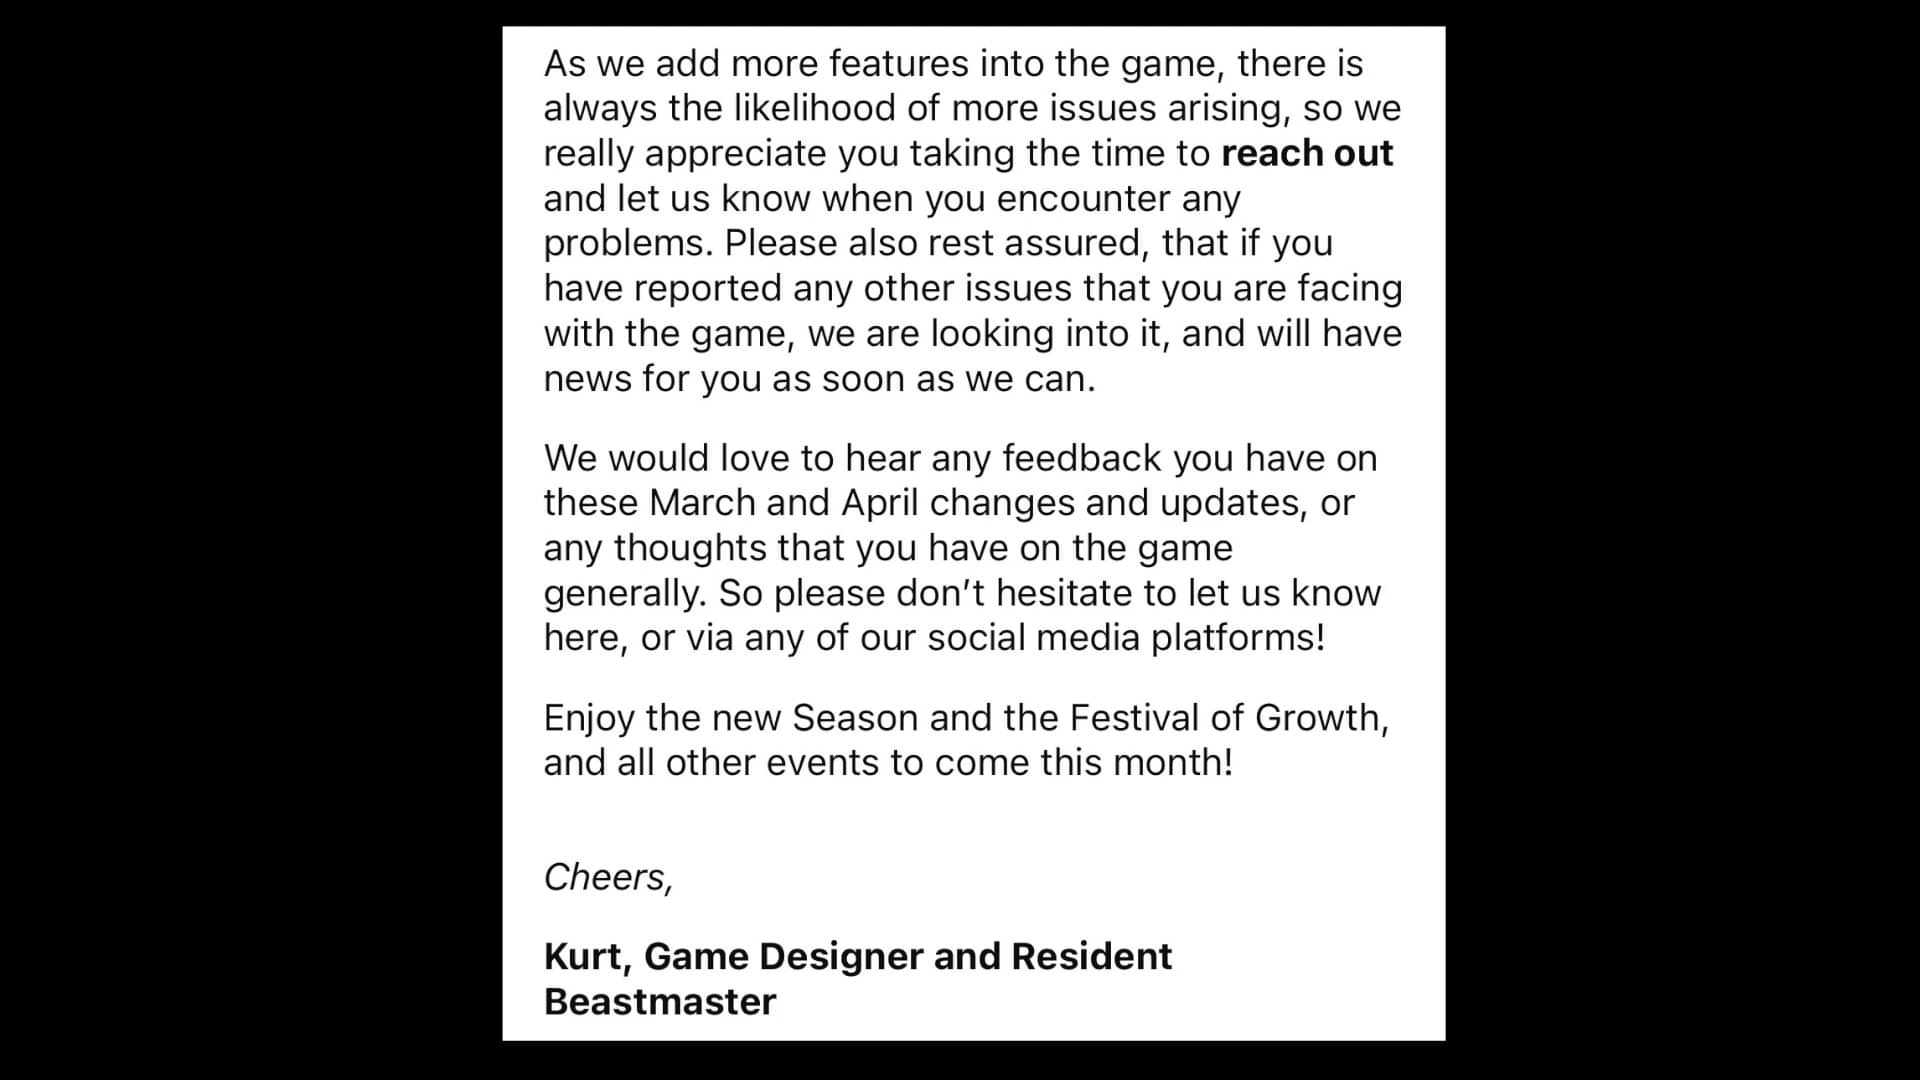 As we add more features into the game, there is
always the likelihood of more issues arising, so we
really appreciate you taking the time to reach out
and let us know when you encounter any
problems. Please also rest assured, that if you
have reported any other issues that you are facing
with the game, we are looking into it, and will have
news for you as soon as we can.
We would love to hear any feedback you have on
these March and April changes and updates, or
any thoughts that you have on the game
generally. So please don’t hesitate to let us know
here, or via any of our social media platforms!
Enjoy the new Season and the Festival of Growth,
and all other events to come this month!
Cheers,
Kurt, Game Designer and Resident
Beastmaster